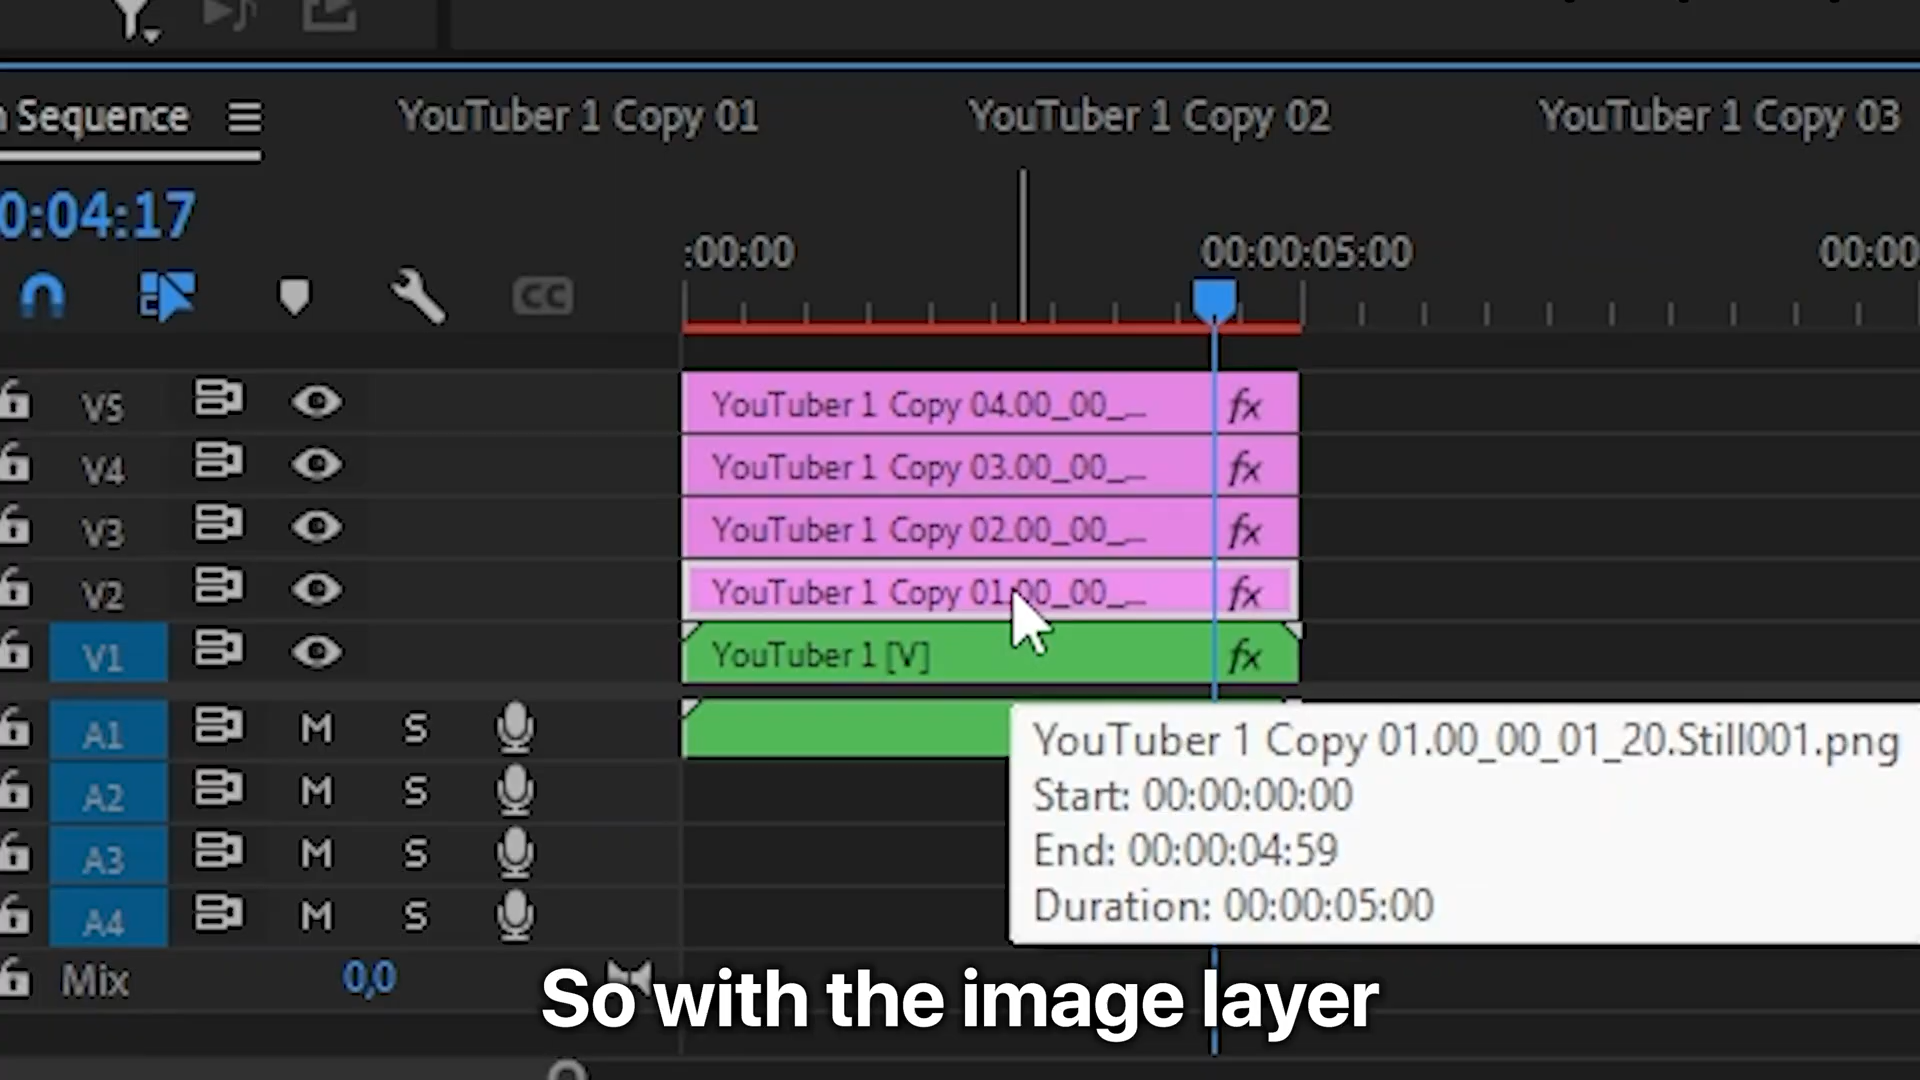 Sequence
YouTuber 1 Copy 01
YouTuber 1 Copy 02
YouTuber 1 Copy 03
0:04:17
:00:00
00:00:05:00
00:00
CC
V5
YouTuber 1 Copy 04.00_00_...
fx
V4
YouTuber 1 Copy 03.00_00_...
fx
V3
YouTuber 1 Copy 02.00_00_...
fx
V2
YouTuber 1 Copy 01.00_00_...
fx
V1
YouTuber 1 [V]
fx
A1 M S
A2 M S
A3 M S
A4 M S
Mix 0,0
YouTuber 1 Copy 01.00_00_01_20.Still001.png
Start: 00:00:00:00
End: 00:00:04:59
Duration: 00:00:05:00
So with the image layer